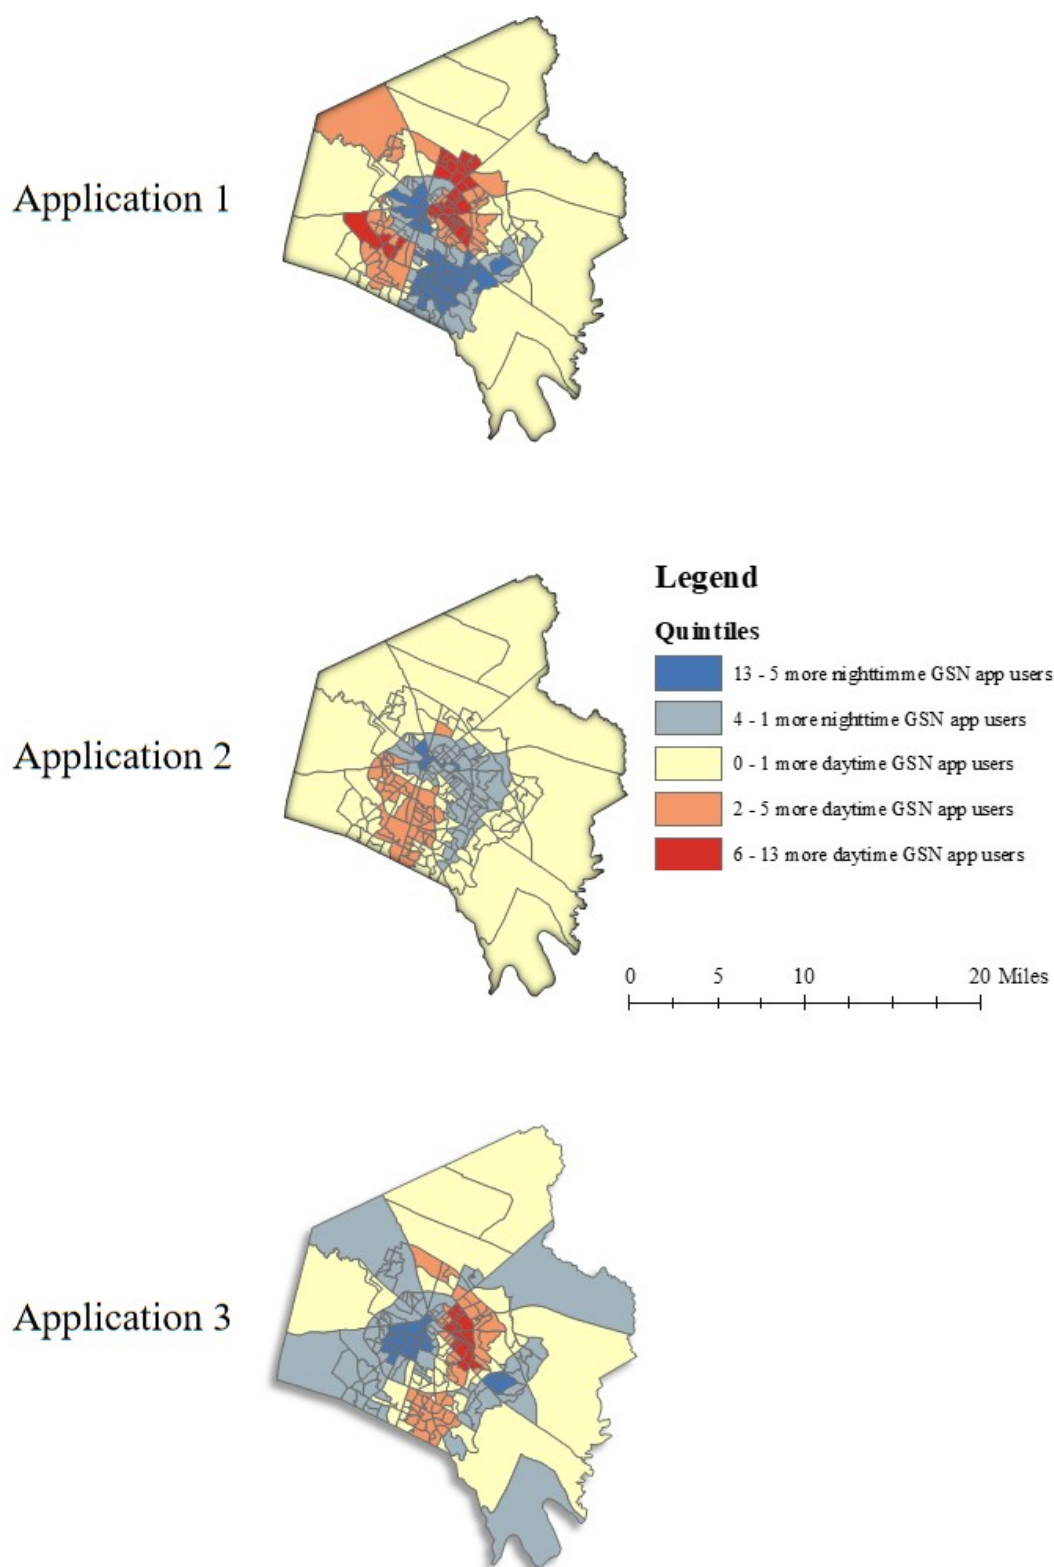 Application 1
Application 2
Legend
Quintiles
13 - 5 more nighttimme GSN app users
4 - 1 more nighttime GSN app users
0 - 1 more daytime GSN app users
2 - 5 more daytime GSN app users
6 - 13 more daytime GSN app users
0 5 10 20 Miles
Application 3